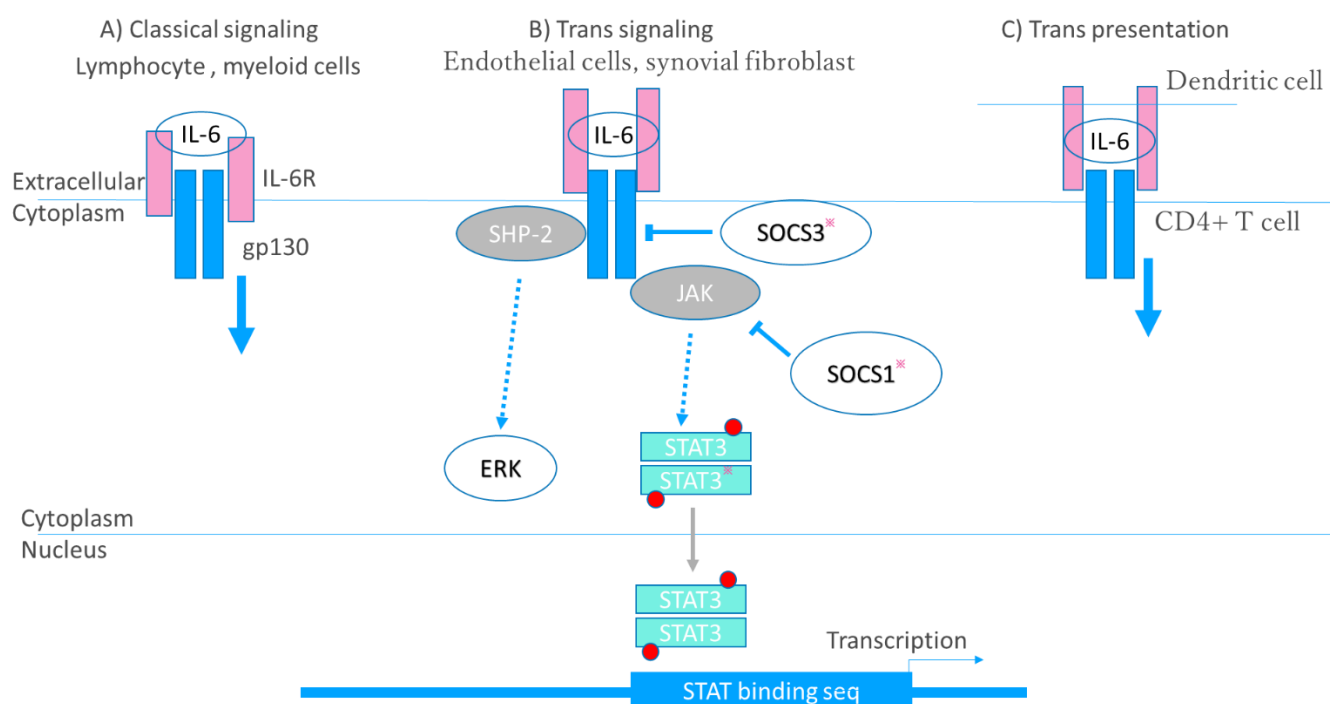 A) Classical signaling
Lymphocyte , myeloid cells
B) Trans signaling
Endothelial cells, synovial fibroblast
C) Trans presentation
Dendritic cell
IL-6
IL-6
IL-6
Extracellular
IL-6R
Cytoplasm
gp130
SHP-2
SOCS3※
CD4+ T cell
JAK
SOCS1※
STAT3
STAT3※
ERK
Cytoplasm
Nucleus
STAT3
STAT3
Transcription
STAT binding seq